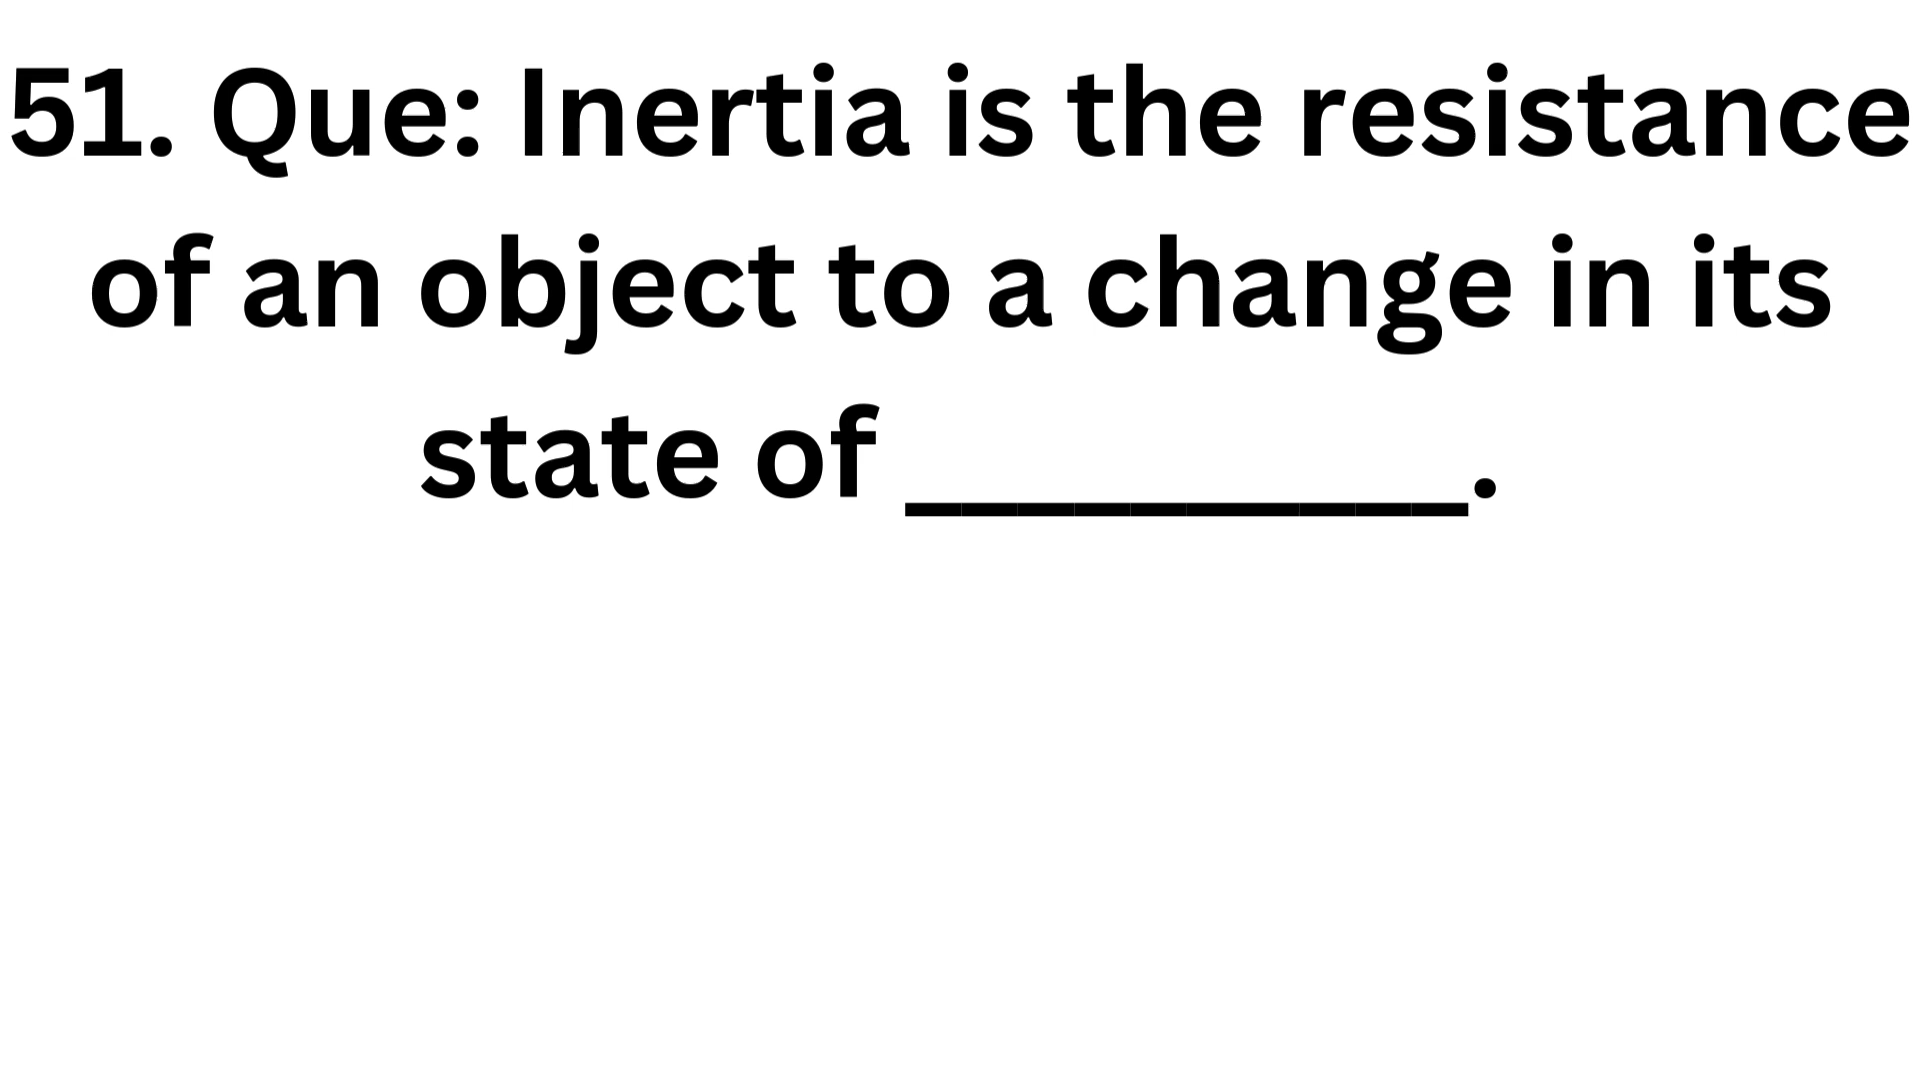 51. Que: Inertia is the resistance
of an object to a change in its
state of __________.